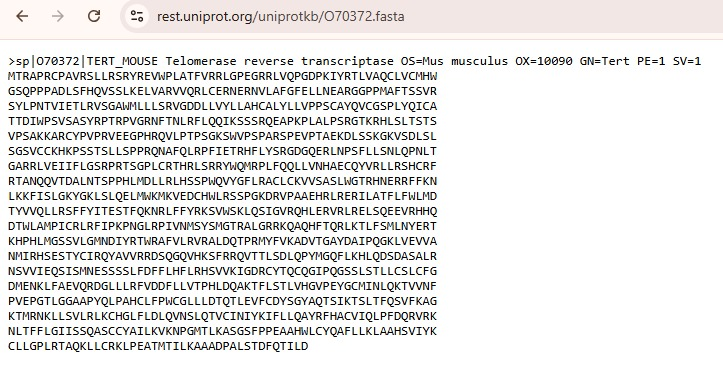 rest.uniprot.org/uniprotkb/O70372.fasta
>sp|O70372|TERT_MOUSE Telomerase reverse transcriptase OS=Mus musculus OX=10090 GN=Tert PE=1 SV=1
MTRAPRCPAVRSLLRSRYREVWPLATFVRRLGPEGRRLVQPGDPKIYRTLVAQCLVCMHW
GSQPPPADLSFHQVSSLKELVARVVQRLCERNERNVLAFGFELLNEARGGPPMAFTSSVR
SYLPNTVIETLRVSGAWMLLLSRVGDDLLVYLLAHCALYLLVPPSCAYQVCGSPLYQICA
TTDIWPSVSASYRPTRPVGRNFTNLRFLQQIKSSSRQEAPKPLALPSRGTKRHLSLTSTS
VPSAKKARCYPVPRVEEGPHRQVLPTPSGKSWVPSPARSPEVPTAEKDLSSKGKVSDLSL
SGSVCCKHKPSSTSLLSPPRQNAFQLRPFIETRHFLYSRGDGQERLNPSFLLSNLQPNLT
GARRLVEIIFLGSRPRTSGPLCRTHRLSRRYWQMRPLFQQLLVNHAECQYVRLLRSHCRF
RTANQQVTDALNTSPPHLMDLLRLHSSPWQVYGFLRACLCKVVSASLWGTRHNERRFFKN
LKKFISLGKYGKLSLQELMWKMKVEDCHWLRSSPGKDRVPAAEHRLRERILATFLFWLMD
TYVVQLLRSFFYITESTFQKNRLFFYRKSVWSKLQSIGVRQHLERVRLRELSQEEVRHHQ
DTWLAMPICRLRFIPKPNGLRPIVNMSYSMGTRALGRRKQAQHFTQRLKTLFSMLNYERT
KHPHLMGSSVLGMNDIYRTWRAFVLRVRALDQTPRMYFVKADVTGAYDAIPQGKLVEVVA
NMIRHSESTYCIRQYAVVRRDSQGQVHKSFRRQVTTLSDLQPYMGQFLKHLQDSDASALR
NSVVIEQSISMNESSSSLFDFFLHFLRHSVVKIGDRCYTQCQGIPQGSSLSTLLCSLCFG
DMENKLFAEVQRDGLLLRFVDDFLLVTPHLDQAKTFLSTLVHGVPEYGCMINLQKTVVNF
PVEPGTLGGAAPYQLPAHCLFPWCGLLLDTQTLEVFCDYSGYAQTSIKTSLTFQSVFKAG
KTMRNKLLSVLRLKCHGLFLDLQVNSLQTVCINIYKIFLLQAYRFHACVIQLPFDQRVRK
NLTFFLGIISSQASCCYAILKVKNPGMTLKASGSFPPEAAHWLCYQAFLLKLAAHSVIYK
CLLGPLRTAQKLLCRKLPEATMTILKAAADPALSTDFQTILD